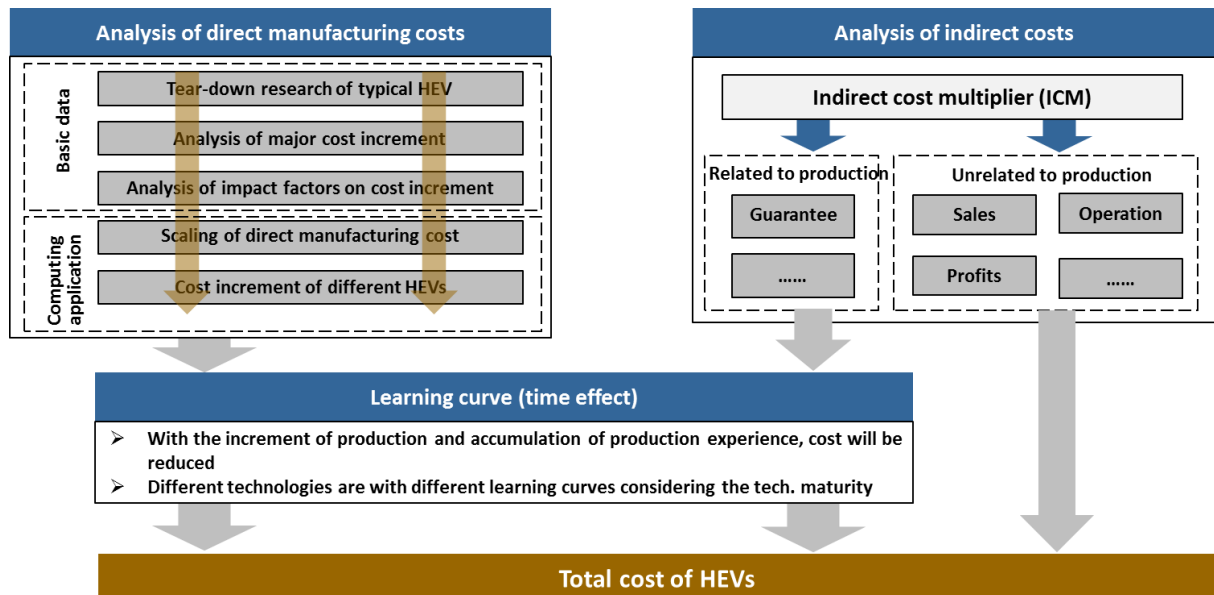 Analysis of direct manufacturing costs
Basic data
Tear-down research of typical HEV
Analysis of major cost increment
Analysis of impact factors on cost increment
Computing
application
Scaling of direct manufacturing cost
Cost increment of different HEVs
Analysis of indirect costs
Indirect cost multiplier (ICM)
Related to production
Guarantee
......
Unrelated to production
Sales
Operation
Profits
......
Learning curve (time effect)
➢ With the increment of production and accumulation of production experience, cost will be
reduced
➢ Different technologies are with different learning curves considering the tech. maturity
Total cost of HEVs